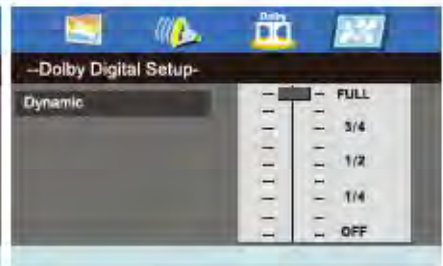 Dolby
--Dolby Digital Setup-
Dynamic
FULL
3/4
1/2
1/4
OFF